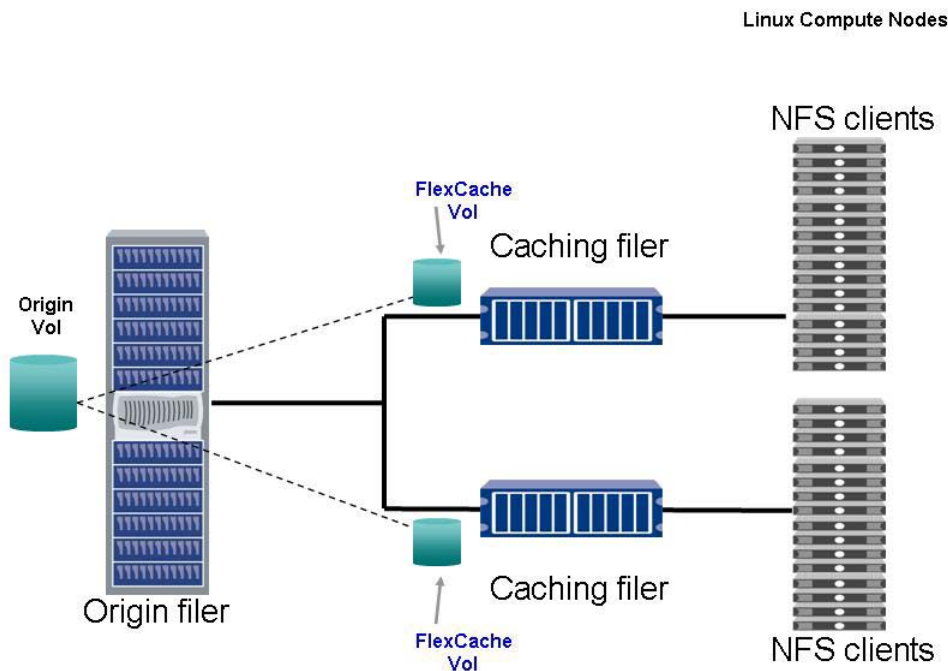 Linux Compute Nodes
NFS clients
FlexCache
Vol
Caching filer
Origin
Vol
Origin filer
Caching filer
FlexCache
Vol
NFS clients